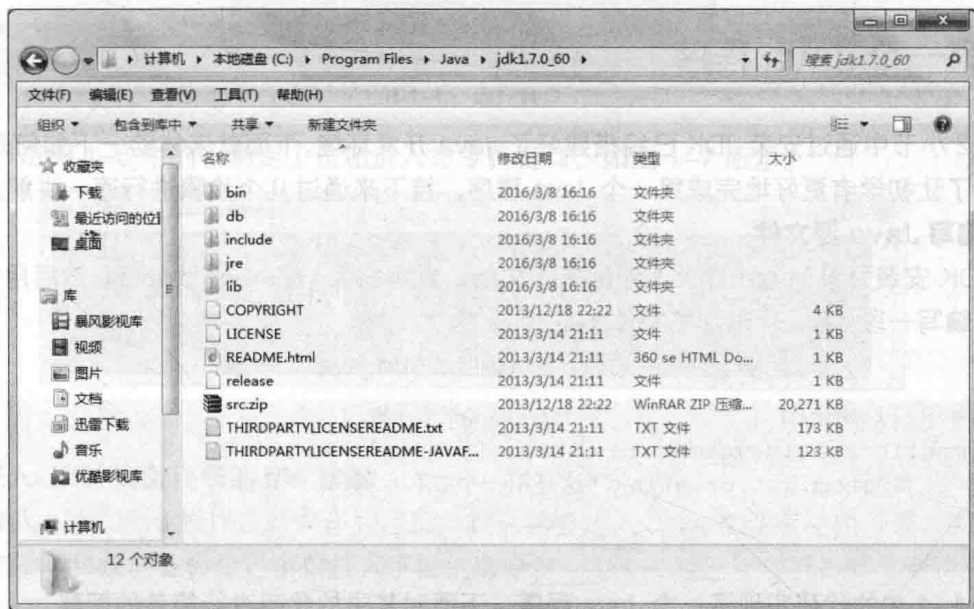 计算机 ▸ 本地磁盘 (C:) ▸ Program Files ▸ Java ▸ jdk1.7.0_60 ▸
搜索 jdk1.7.0_60
文件(F) 编辑(E) 查看(V) 工具(T) 帮助(H)
组织 包含到库中 共享 新建文件夹
收藏夹
下载
最近访问的位
桌面
库
暴风影视库
视频
图片
文档
迅雷下载
音乐
优酷影视库
计算机
名称 修改日期 类型 大小
bin 2016/3/8 16:16 文件夹
db 2016/3/8 16:16 文件夹
include 2016/3/8 16:16 文件夹
jre 2016/3/8 16:16 文件夹
lib 2016/3/8 16:16 文件夹
COPYRIGHT 2013/12/18 22:22 文件 4 KB
LICENSE 2013/3/14 21:11 文件 1 KB
README.html 2013/3/14 21:11 360 se HTML Do... 1 KB
release 2013/3/14 21:11 文件 1 KB
src.zip 2013/12/18 22:22 WinRAR ZIP 压缩... 20,271 KB
THIRDPARTYLICENSEREADME.txt 2013/3/14 21:11 TXT 文件 173 KB
THIRDPARTYLICENSEREADME-JAVAF... 2013/3/14 21:11 TXT 文件 123 KB
12 个对象